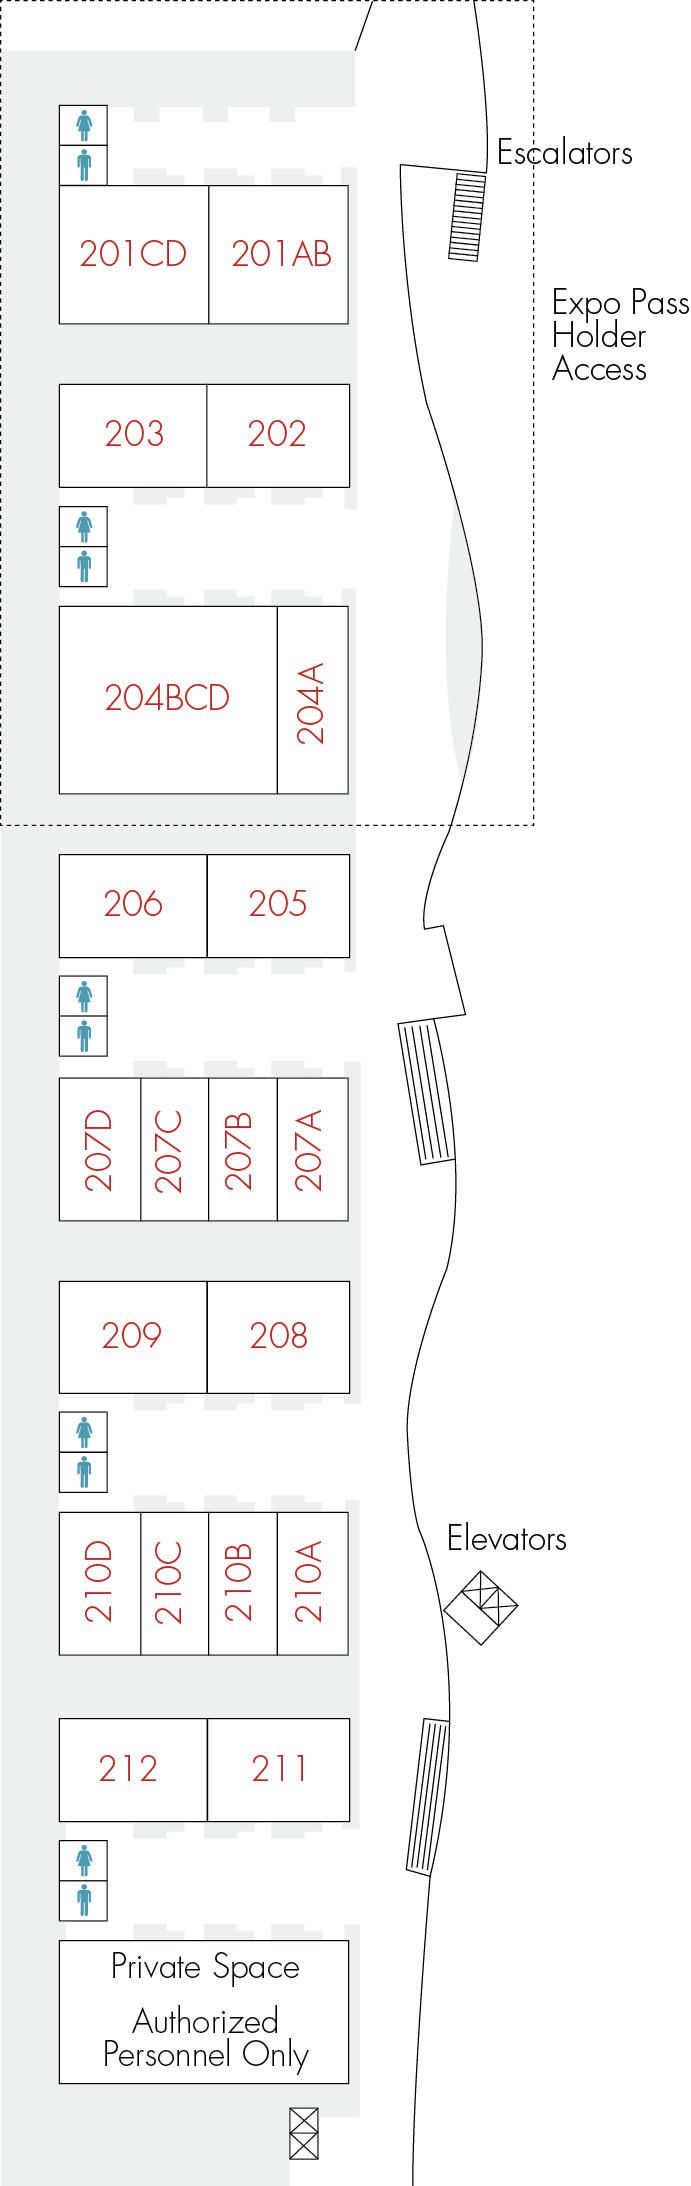 Escalators
201CD
201AB
Expo Pass
Holder
Access
203
202
204BCD
204A
206
205
207D
207C
207B
207A
209
208
Elevators
210D
210C
210B
210A
212
211
Private Space
Authorized
Personnel Only